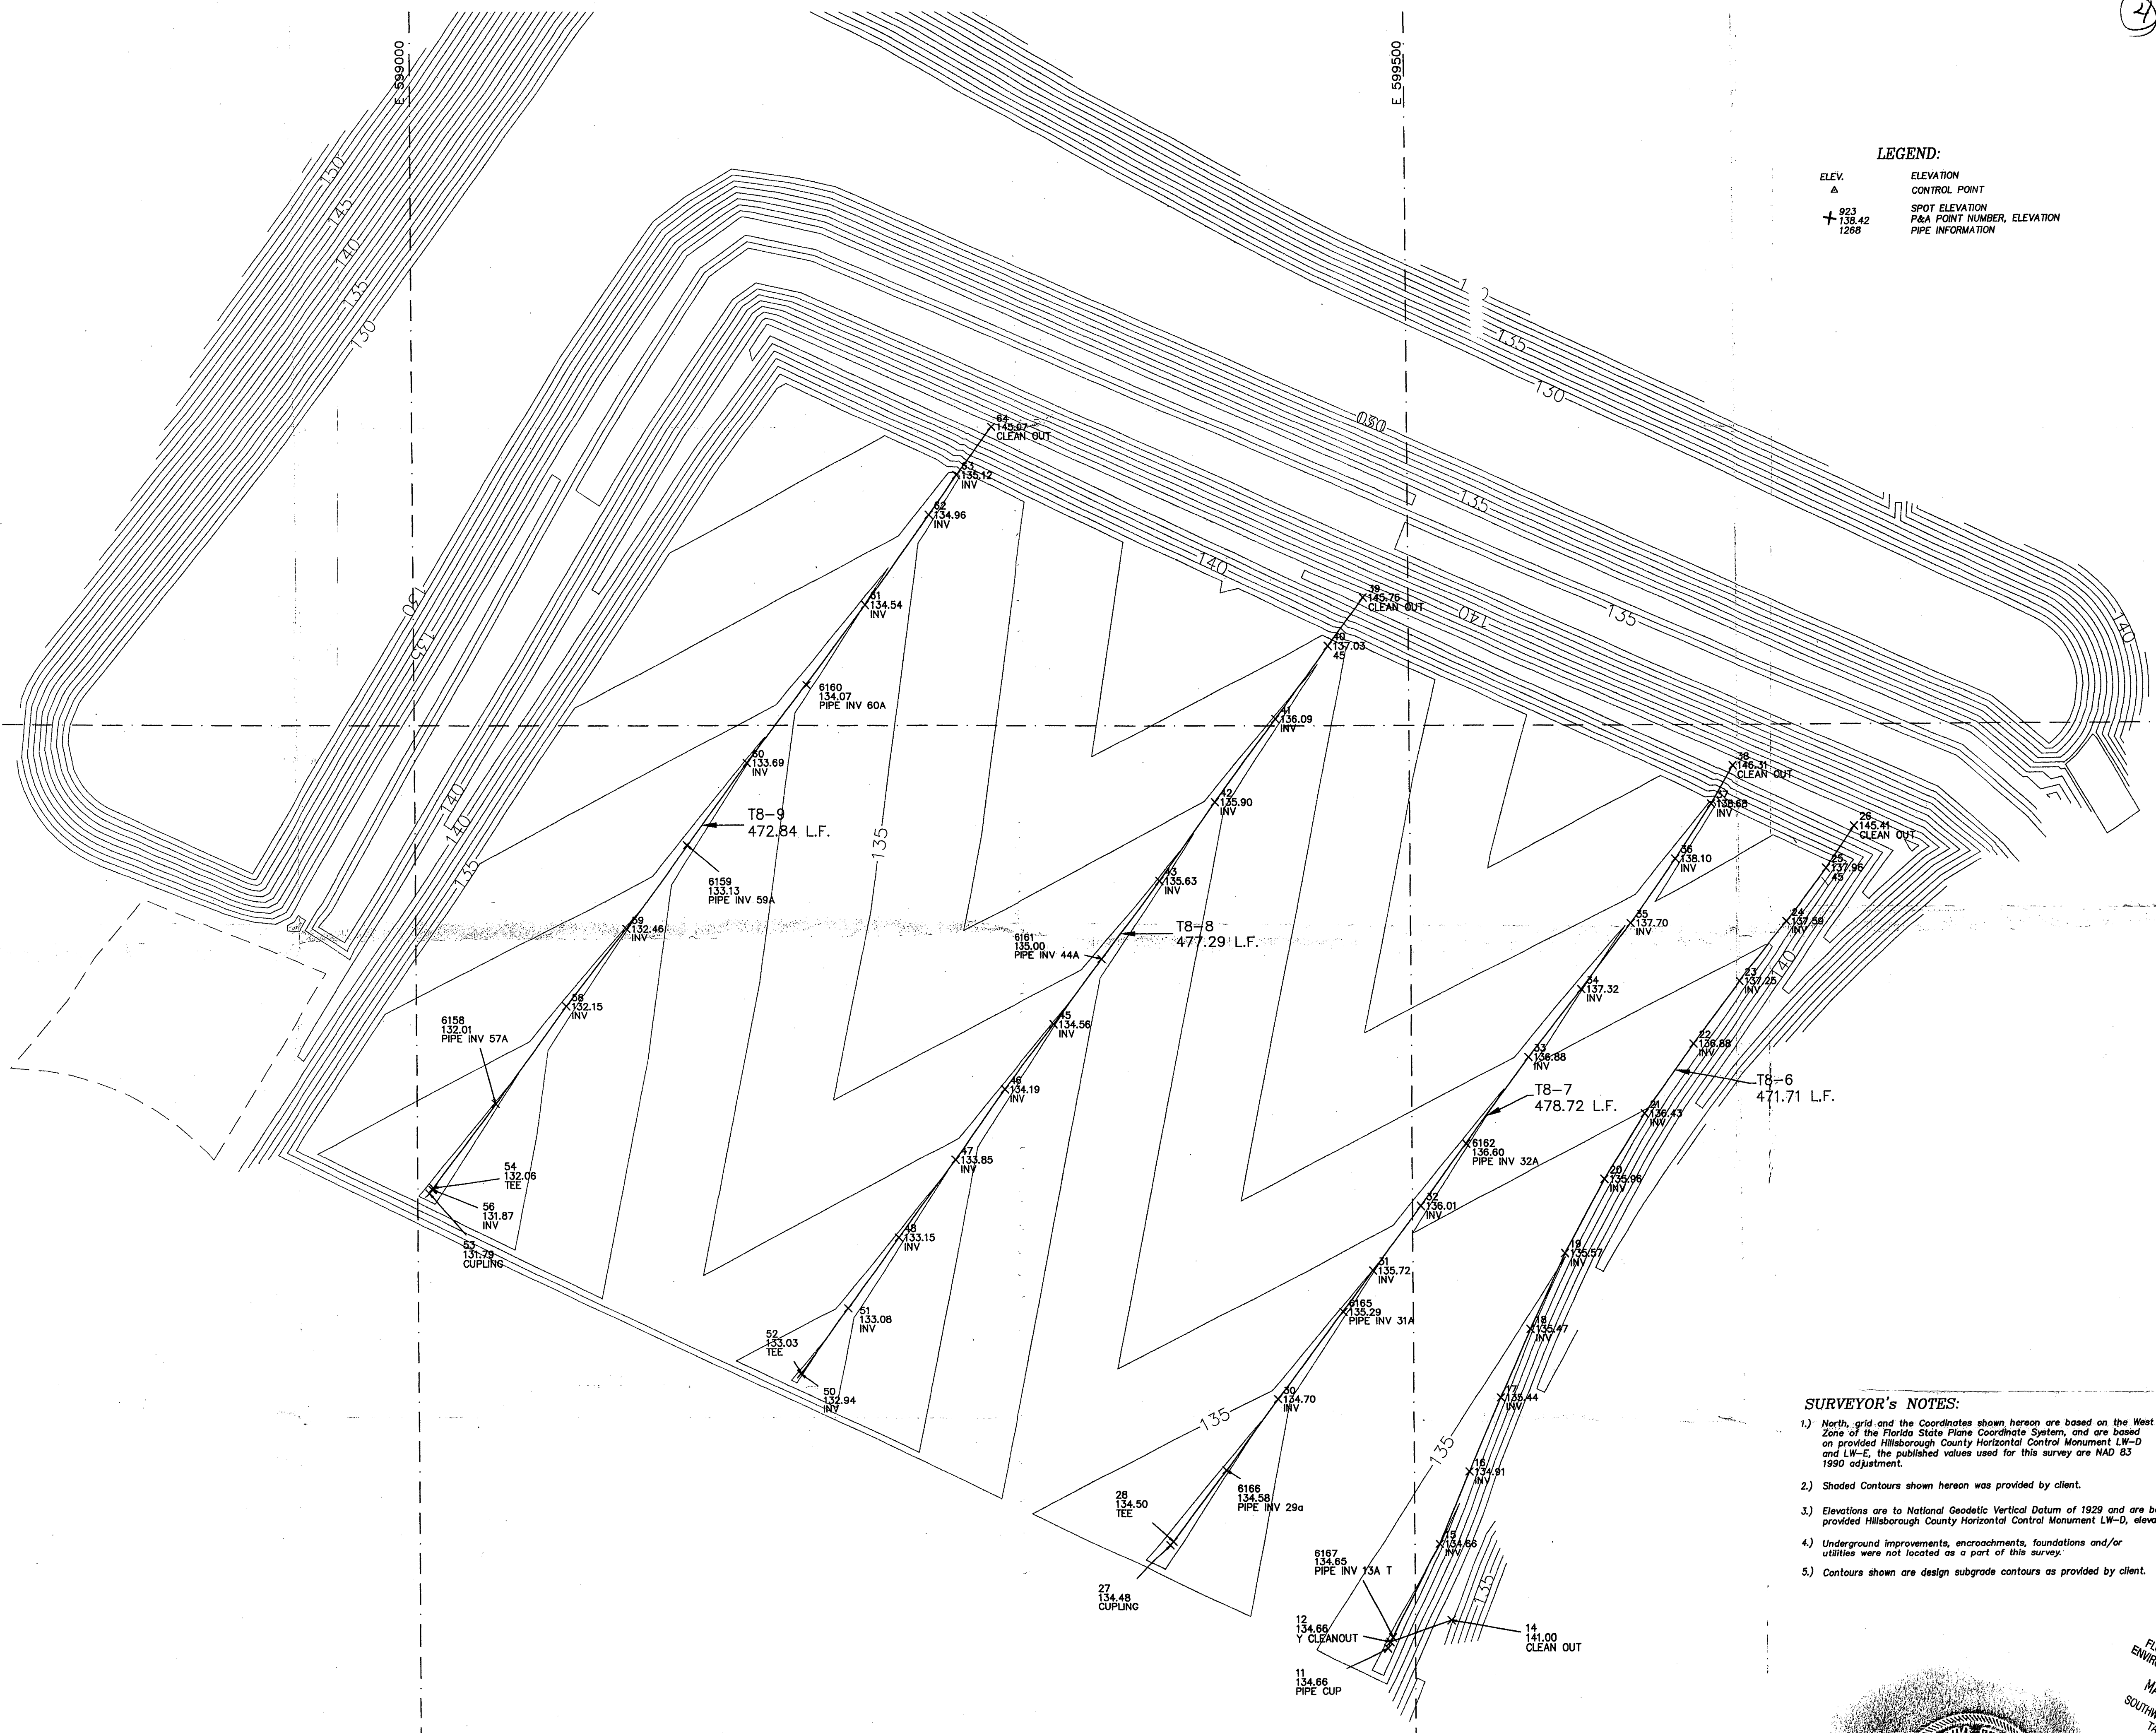 4
E 599000
E 599500
LEGEND:
ELEV. ELEVATION
CONTROL POINT
923 SPOT ELEVATION
138.42 P&A POINT NUMBER, ELEVATION
1268 PIPE INFORMATION
150
145
140
135
130
135
130
64
145.07
CLEAN OUT
135.12
INV
134.96
INV
135
140
39
145.76
CLEAN OUT
61
134.54
INV
140
135
140
130
135
40
137.03
45
6160
134.07
PIPE INV 60A
41
136.09
INV
60
133.69
INV
38
146.31
CLEAN OUT
37
138.68
INV
42
135.90
INV
140
T8-9
472.84 L.F.
26
145.41
CLEAN OUT
140
135
135
36
138.10
INV
25
137.96
45
43
135.63
INV
6159
133.13
PIPE INV 59A
59
132.46
INV
T8-8
477.29 L.F.
35
137.70
INV
24
137.59
INV
6161
135.00
PIPE INV 44A
140
34
137.32
INV
23
137.25
INV
58
132.15
INV
6158
132.01
PIPE INV 57A
45
134.56
INV
33
136.88
INV
22
136.88
INV
46
134.19
INV
T8-7
478.72 L.F.
T8-6
471.71 L.F.
21
136.43
INV
6162
136.60
PIPE INV 32A
47
133.85
INV
54
132.06
TEE
20
135.96
INV
56
131.87
INV
32
136.01
INV
53
131.79
CUPLING
48
133.15
INV
19
135.57
INV
31
135.72
INV
6165
135.29
PIPE INV 31A
51
133.08
INV
18
135.47
INV
52
133.03
TEE
50
132.94
INV
30
134.70
INV
17
135.44
INV
135
135
16
134.91
INV
6166
134.58
PIPE INV 29a
28
134.50
TEE
15
134.66
INV
135
27
134.48
CUPLING
6167
134.65
PIPE INV 13A T
12
134.66
Y CLEANOUT
14
141.00
CLEAN OUT
11
134.66
PIPE CUP
SURVEYOR's NOTES:
1.) North, grid and the Coordinates shown hereon are based on the West
Zone of the Florida State Plane Coordinate System, and are based
on provided Hillsborough County Horizontal Control Monument LW-D
and LW-E, the published values used for this survey are NAD 83
1990 adjustment.
2.) Shaded Contours shown hereon was provided by client.
3.) Elevations are to National Geodetic Vertical Datum of 1929 and are
provided Hillsborough County Horizontal Control Monument LW-D,
4.) Underground improvements, encroachments, foundations and/or
utilities were not located as a part of this survey.
5.) Contours shown are design subgrade contours as provided by client.